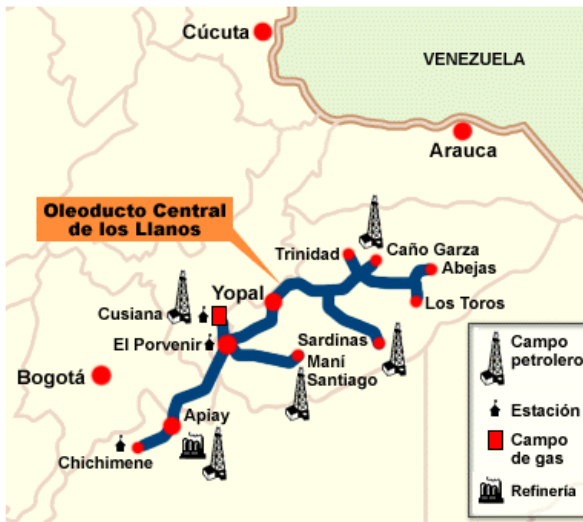 Cúcuta
VENEZUELA
Arauca
Oleoducto Central
de los Llanos
Trinidad
Caño Garza
Abejas
Yopal
Los Toros
Cusiana
El Porvenir
Sardinas
Maní
Santiago
Bogotá
Apiay
Chichimene
Campo
petrolero
Estación
Campo
de gas
Refinería